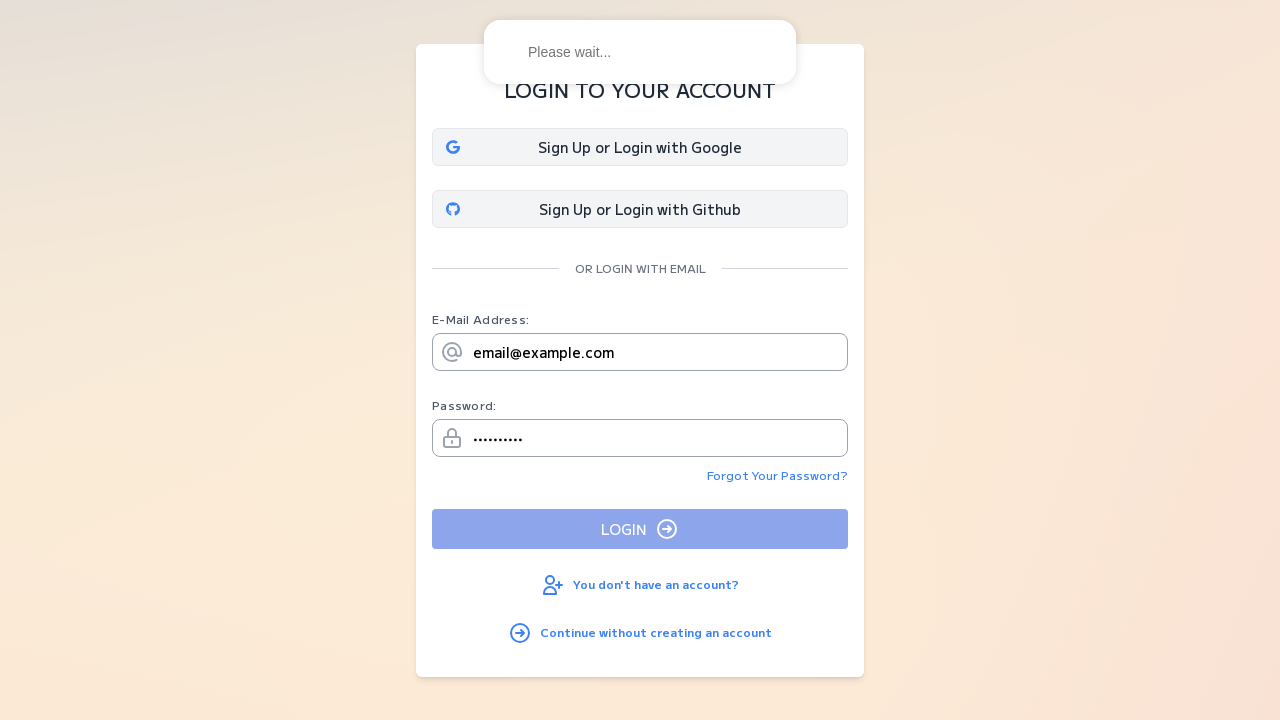 Please wait...
LOGIN TO YOUR ACCOUNT
Sign Up or Login with Google
Sign Up or Login with Github
OR LOGIN WITH EMAIL
E-Mail Address:
email@example.com
Password:
••••••••••
Forgot Your Password?
LOGIN
You don't have an account?
Continue without creating an account